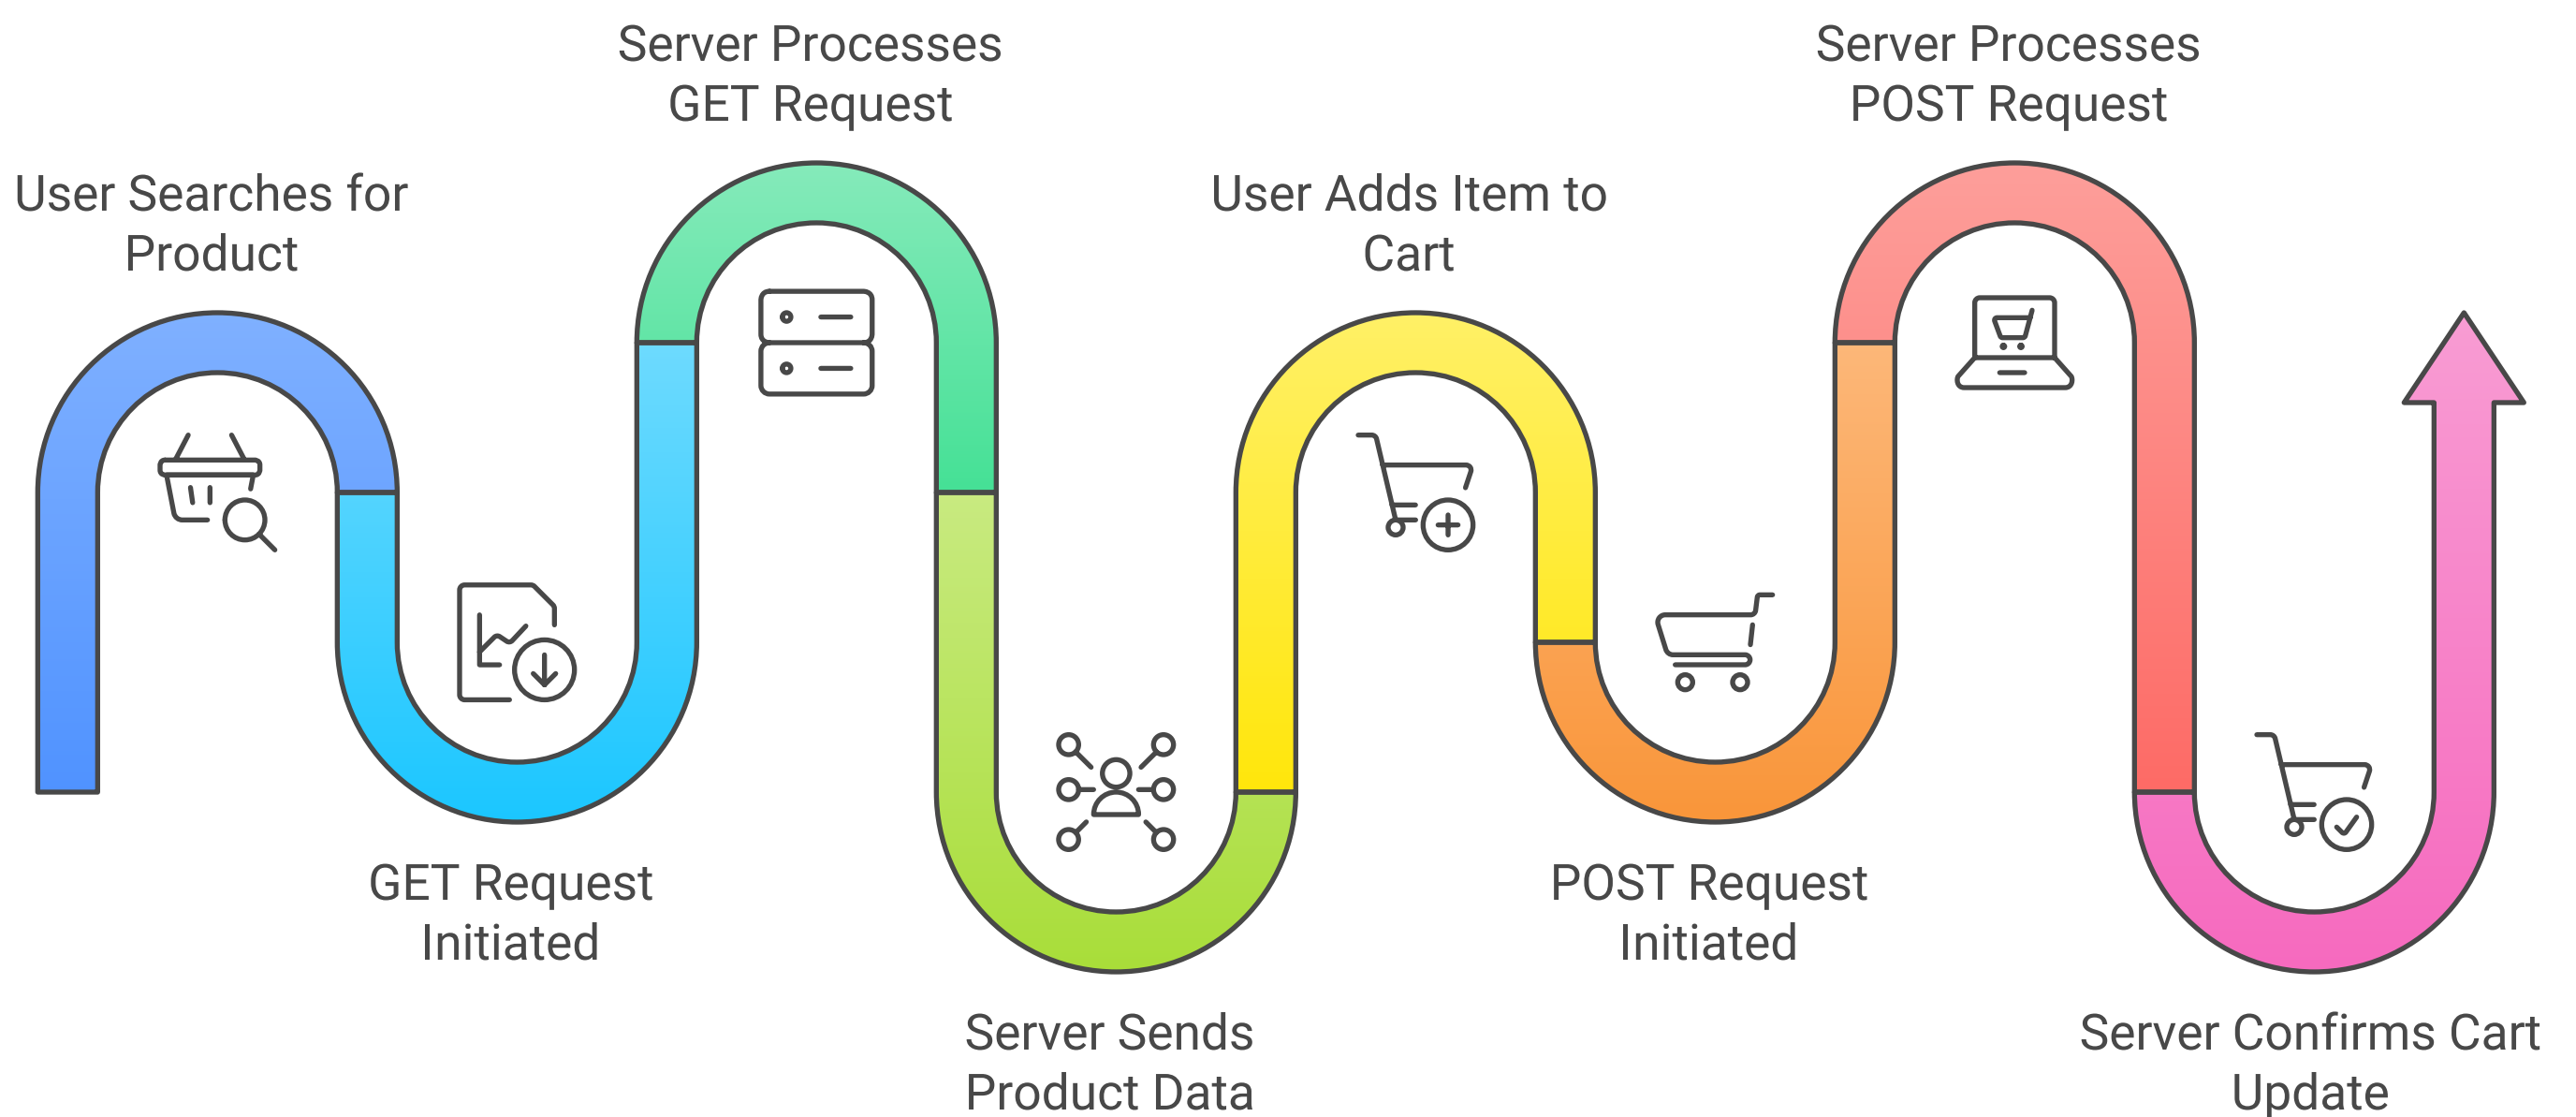 User Searches for
Product
GET Request
Initiated
Server Processes
GET Request
Server Sends
Product Data
User Adds Item to
Cart
POST Request
Initiated
Server Processes
POST Request
Server Confirms Cart
Update